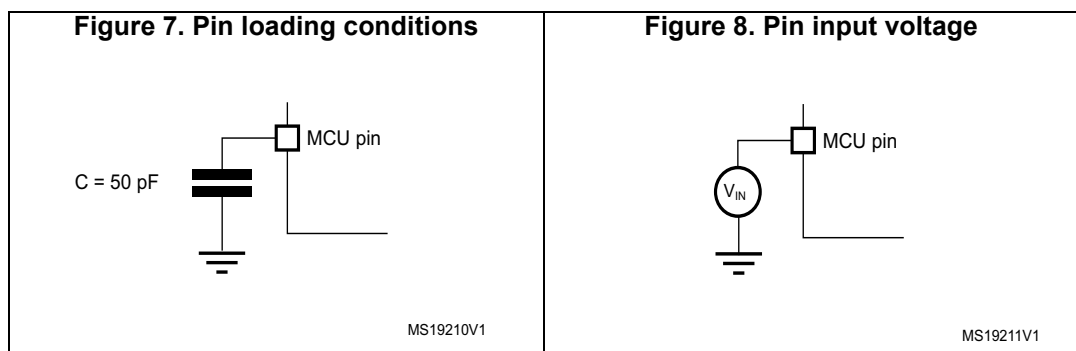 Figure 7. Pin loading conditions
MCU pin
C = 50 pF
MS19210V1
Figure 8. Pin input voltage
MCU pin
VIN
MS19211V1